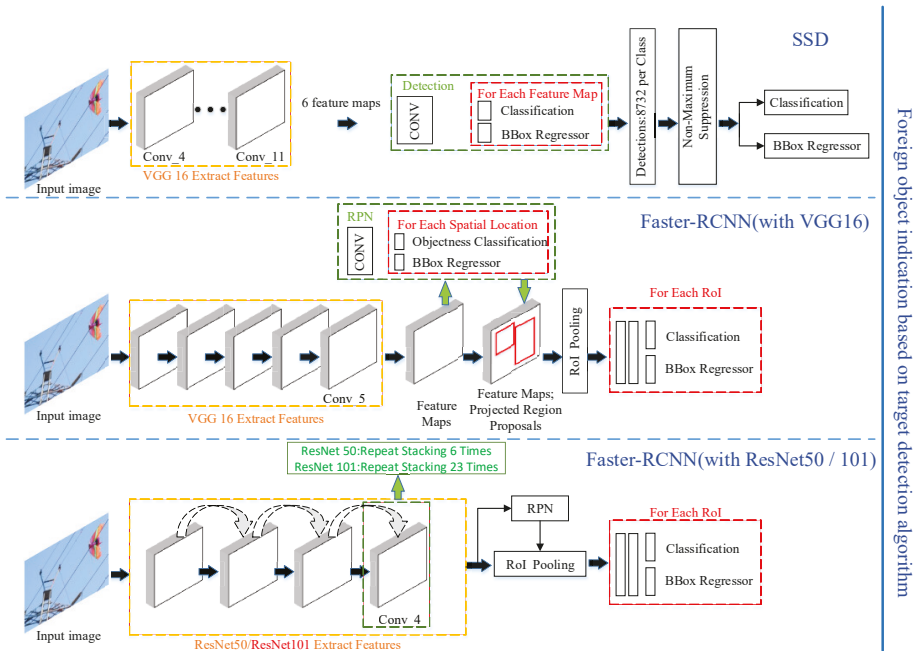 SSD
Input image
Conv_4
Conv_11
VGG 16 Extract Features
6 feature maps
Detection
CONV
For Each Feature Map
Classification
BBox Regressor
Detections:8732 per Class
Non-Maximum
Suppression
Classification
BBox Regressor
Faster-RCNN(with VGG16)
RPN
CONV
For Each Spatial Location
Objectness Classification
BBox Regressor
Input image
Conv_5
VGG 16 Extract Features
Feature
Maps
Feature Maps;
Projected Region
Proposals
RoI Pooling
For Each RoI
Classification
BBox Regressor
Faster-RCNN(with ResNet50 / 101)
ResNet 50:Repeat Stacking 6 Times
ResNet 101:Repeat Stacking 23 Times
Input image
Conv_4
ResNet50/ResNet101 Extract Features
RPN
RoI Pooling
For Each RoI
Classification
BBox Regressor
Foreign object indication based on target detection algorithm